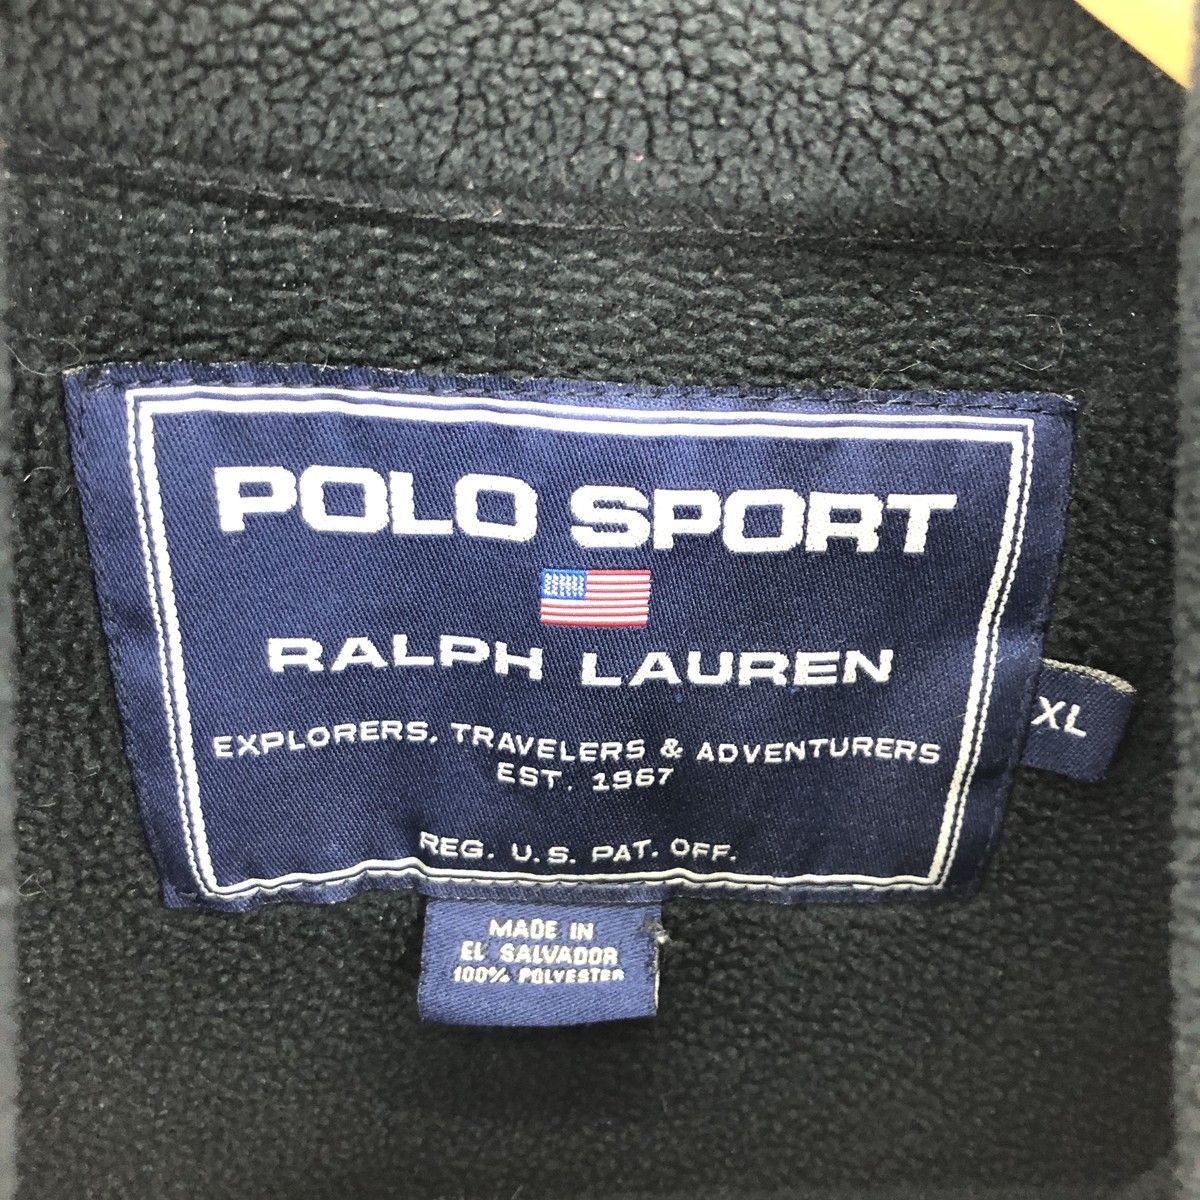 POLO SPORT
RALPH LAUREN
EXPLORERS, TRAVELERS & ADVENTURERS
EST. 1967
REG. U.S. PAT. OFF.
XL
MADE IN
EL SALVADOR
100% POLYESTER